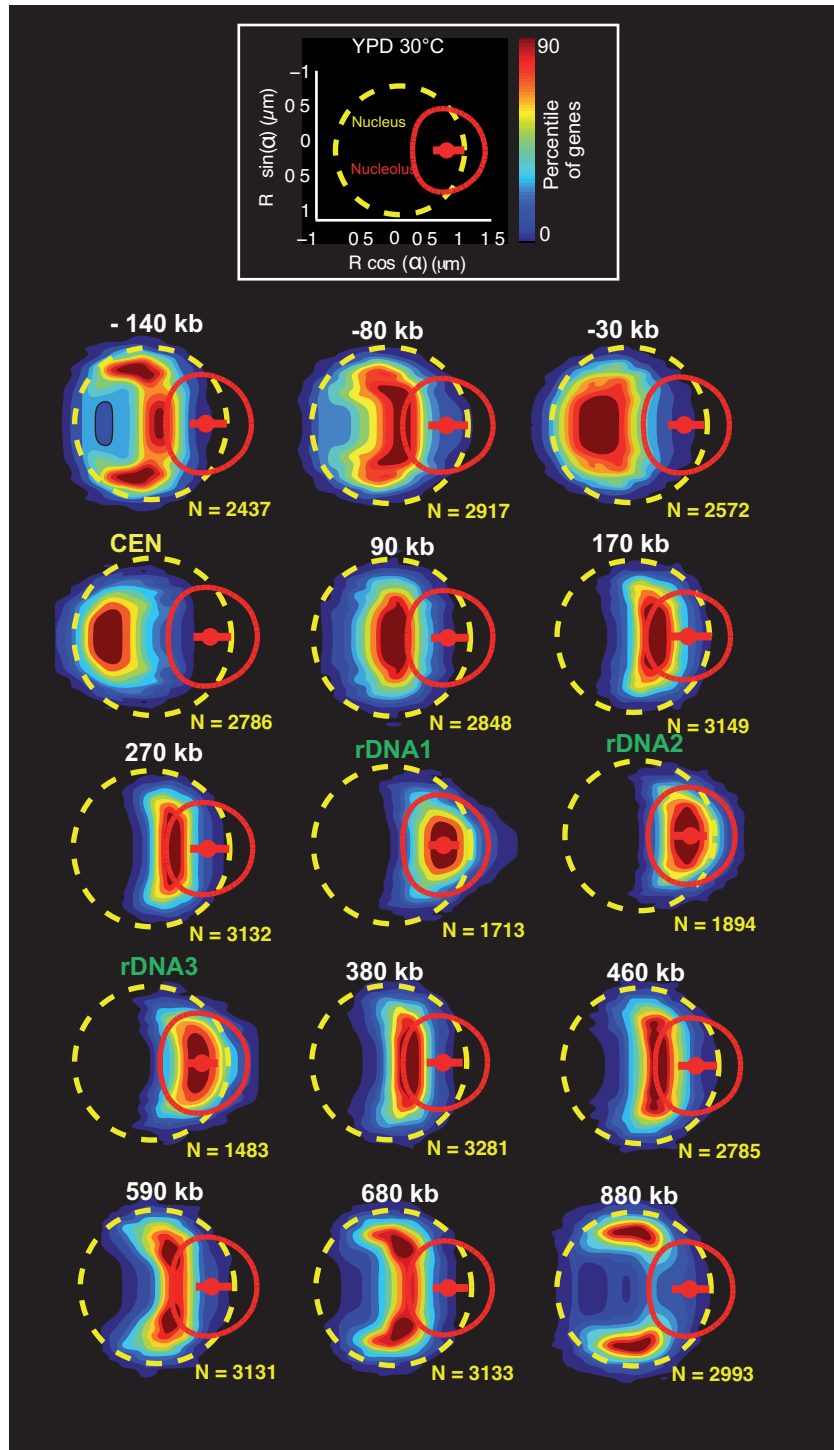 YPD 30°C
90
−1
0 5
0
0 5
1
R sin(α) (μm)
Nucleus
Nucleolus
Percentile
of genes
0
−1 0 5 0 0 5 1 1 5
R cos (α) (μm)
- 140 kb -80 kb -30 kb
N = 2437 N = 2917 N = 2572
CEN 90 kb 170 kb
N = 2786 N = 2848 N = 3149
270 kb rDNA1 rDNA2
N = 3132 N = 1713 N = 1894
rDNA3 380 kb 460 kb
N = 1483 N = 3281 N = 2785
590 kb 680 kb 880 kb
N = 3131 N = 3133 N = 2993